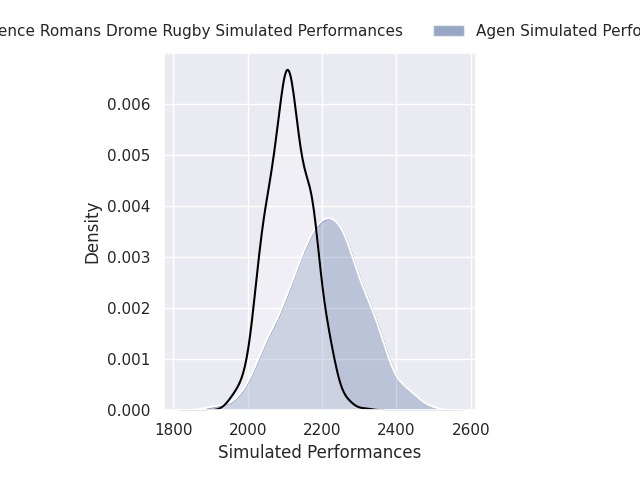 ence Romans Drome Rugby Simulated Performances Agen Simulated Perfo
0.006
0.005
0.004
0.003
0.002
0.001
0.000
Density
1800 2000 2200 2400 2600
Simulated Performances